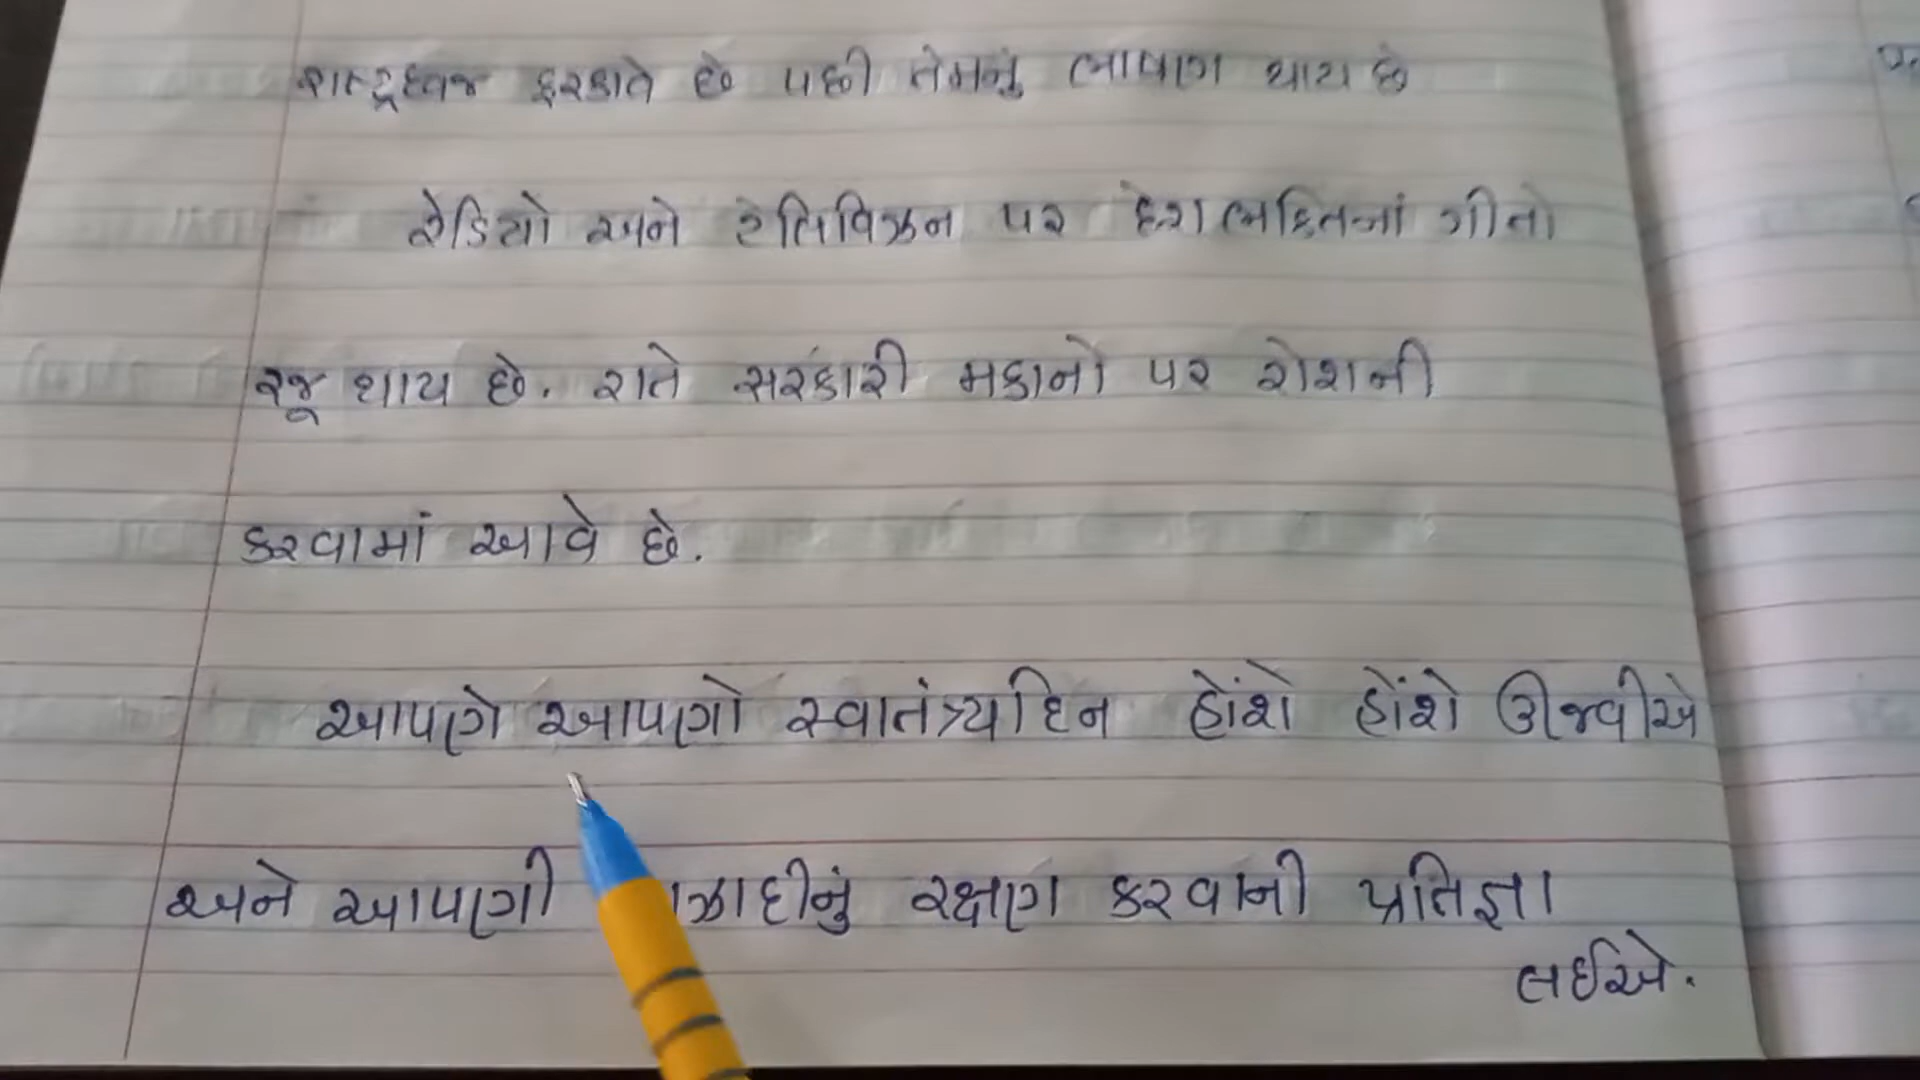 રાષ્ટ્રધ્વજ ફરકાવે છે પછી તેમનું ભાષણ થાય છે
રેડિયો અને ટેલિવિઝન પર દેશભક્તિનાં ગીતો
રજૂ થાય છે. રાતે સરકારી મકાનો પર રોશની
કરવામાં આવે છે.
આપણે આપણો સ્વાતંત્ર્યદિન હોંશે હોંશે ઊજવીએ
અને આપણી રક્ષણ કરવાની પ્રતિજ્ઞા
લઈએ.